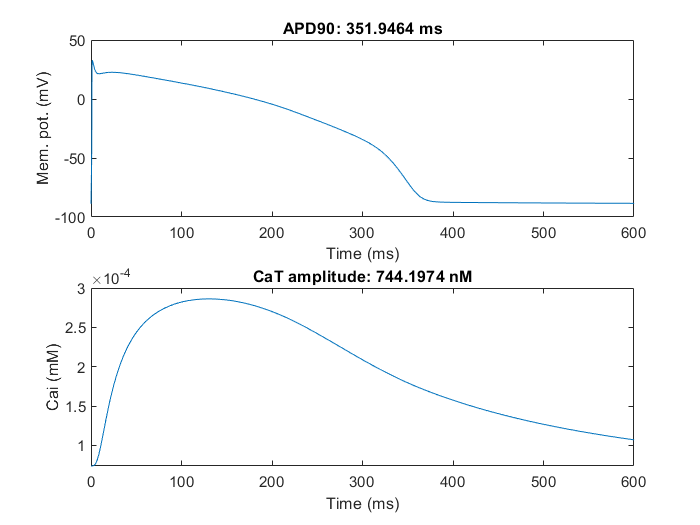 APD90: 351.9464 ms
50
0
-50
-100
Mem. pot. (mV)
0 100 200 300 400 500 600
Time (ms)
×10-4
CaT amplitude: 744.1974 nM
3
2.5
2
1.5
1
Cai (mM)
0 100 200 300 400 500 600
Time (ms)